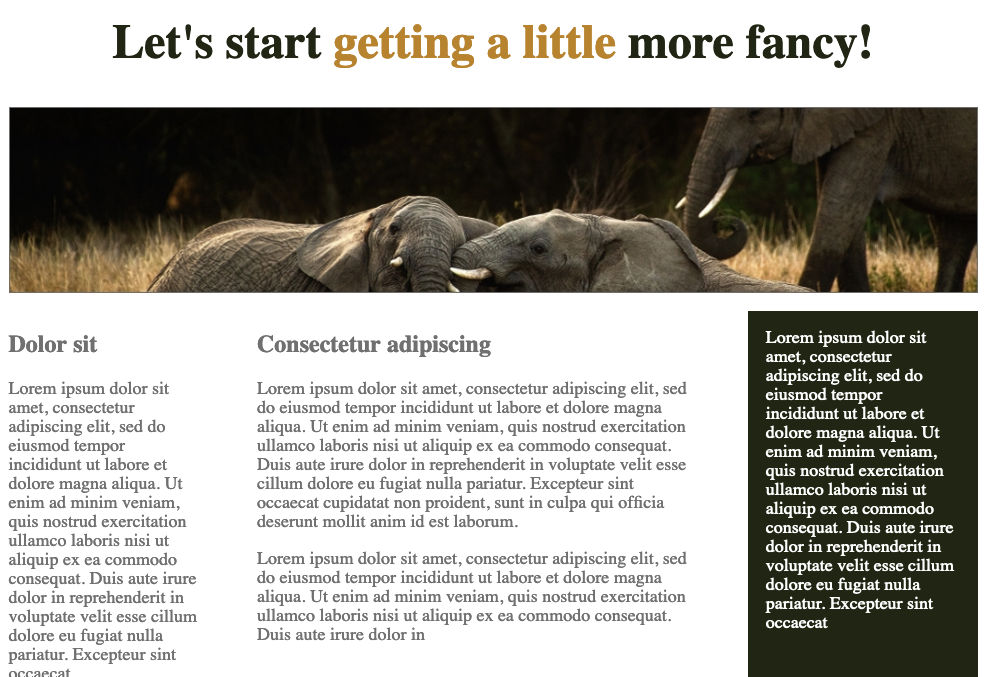 Let's start getting a little more fancy!
Dolor sit
Lorem ipsum dolor sit
amet, consectetur
adipiscing elit, sed do
eiusmod tempor
incididunt ut labore et
dolore magna aliqua. Ut
enim ad minim veniam,
quis nostrud exercitation
ullamco laboris nisi ut
aliquip ex ea commodo
consequat. Duis aute irure
dolor in reprehenderit in
voluptate velit esse cillum
dolore eu fugiat nulla
pariatur. Excepteur sint
occaecat
Consectetur adipiscing
Lorem ipsum dolor sit amet, consectetur adipiscing elit, sed
do eiusmod tempor incididunt ut labore et dolore magna
aliqua. Ut enim ad minim veniam, quis nostrud exercitation
ullamco laboris nisi ut aliquip ex ea commodo consequat.
Duis aute irure dolor in reprehenderit in voluptate velit esse
cillum dolore eu fugiat nulla pariatur. Excepteur sint
occaecat cupidatat non proident, sunt in culpa qui officia
deserunt mollit anim id est laborum.
Lorem ipsum dolor sit amet, consectetur adipiscing elit, sed
do eiusmod tempor incididunt ut labore et dolore magna
aliqua. Ut enim ad minim veniam, quis nostrud exercitation
ullamco laboris nisi ut aliquip ex ea commodo consequat.
Duis aute irure dolor in
Lorem ipsum dolor sit
amet, consectetur
adipiscing elit, sed do
eiusmod tempor
incididunt ut labore et
dolore magna aliqua. Ut
enim ad minim veniam,
quis nostrud exercitation
ullamco laboris nisi ut
aliquip ex ea commodo
consequat. Duis aute irure
dolor in reprehenderit in
voluptate velit esse cillum
dolore eu fugiat nulla
pariatur. Excepteur sint
occaecat